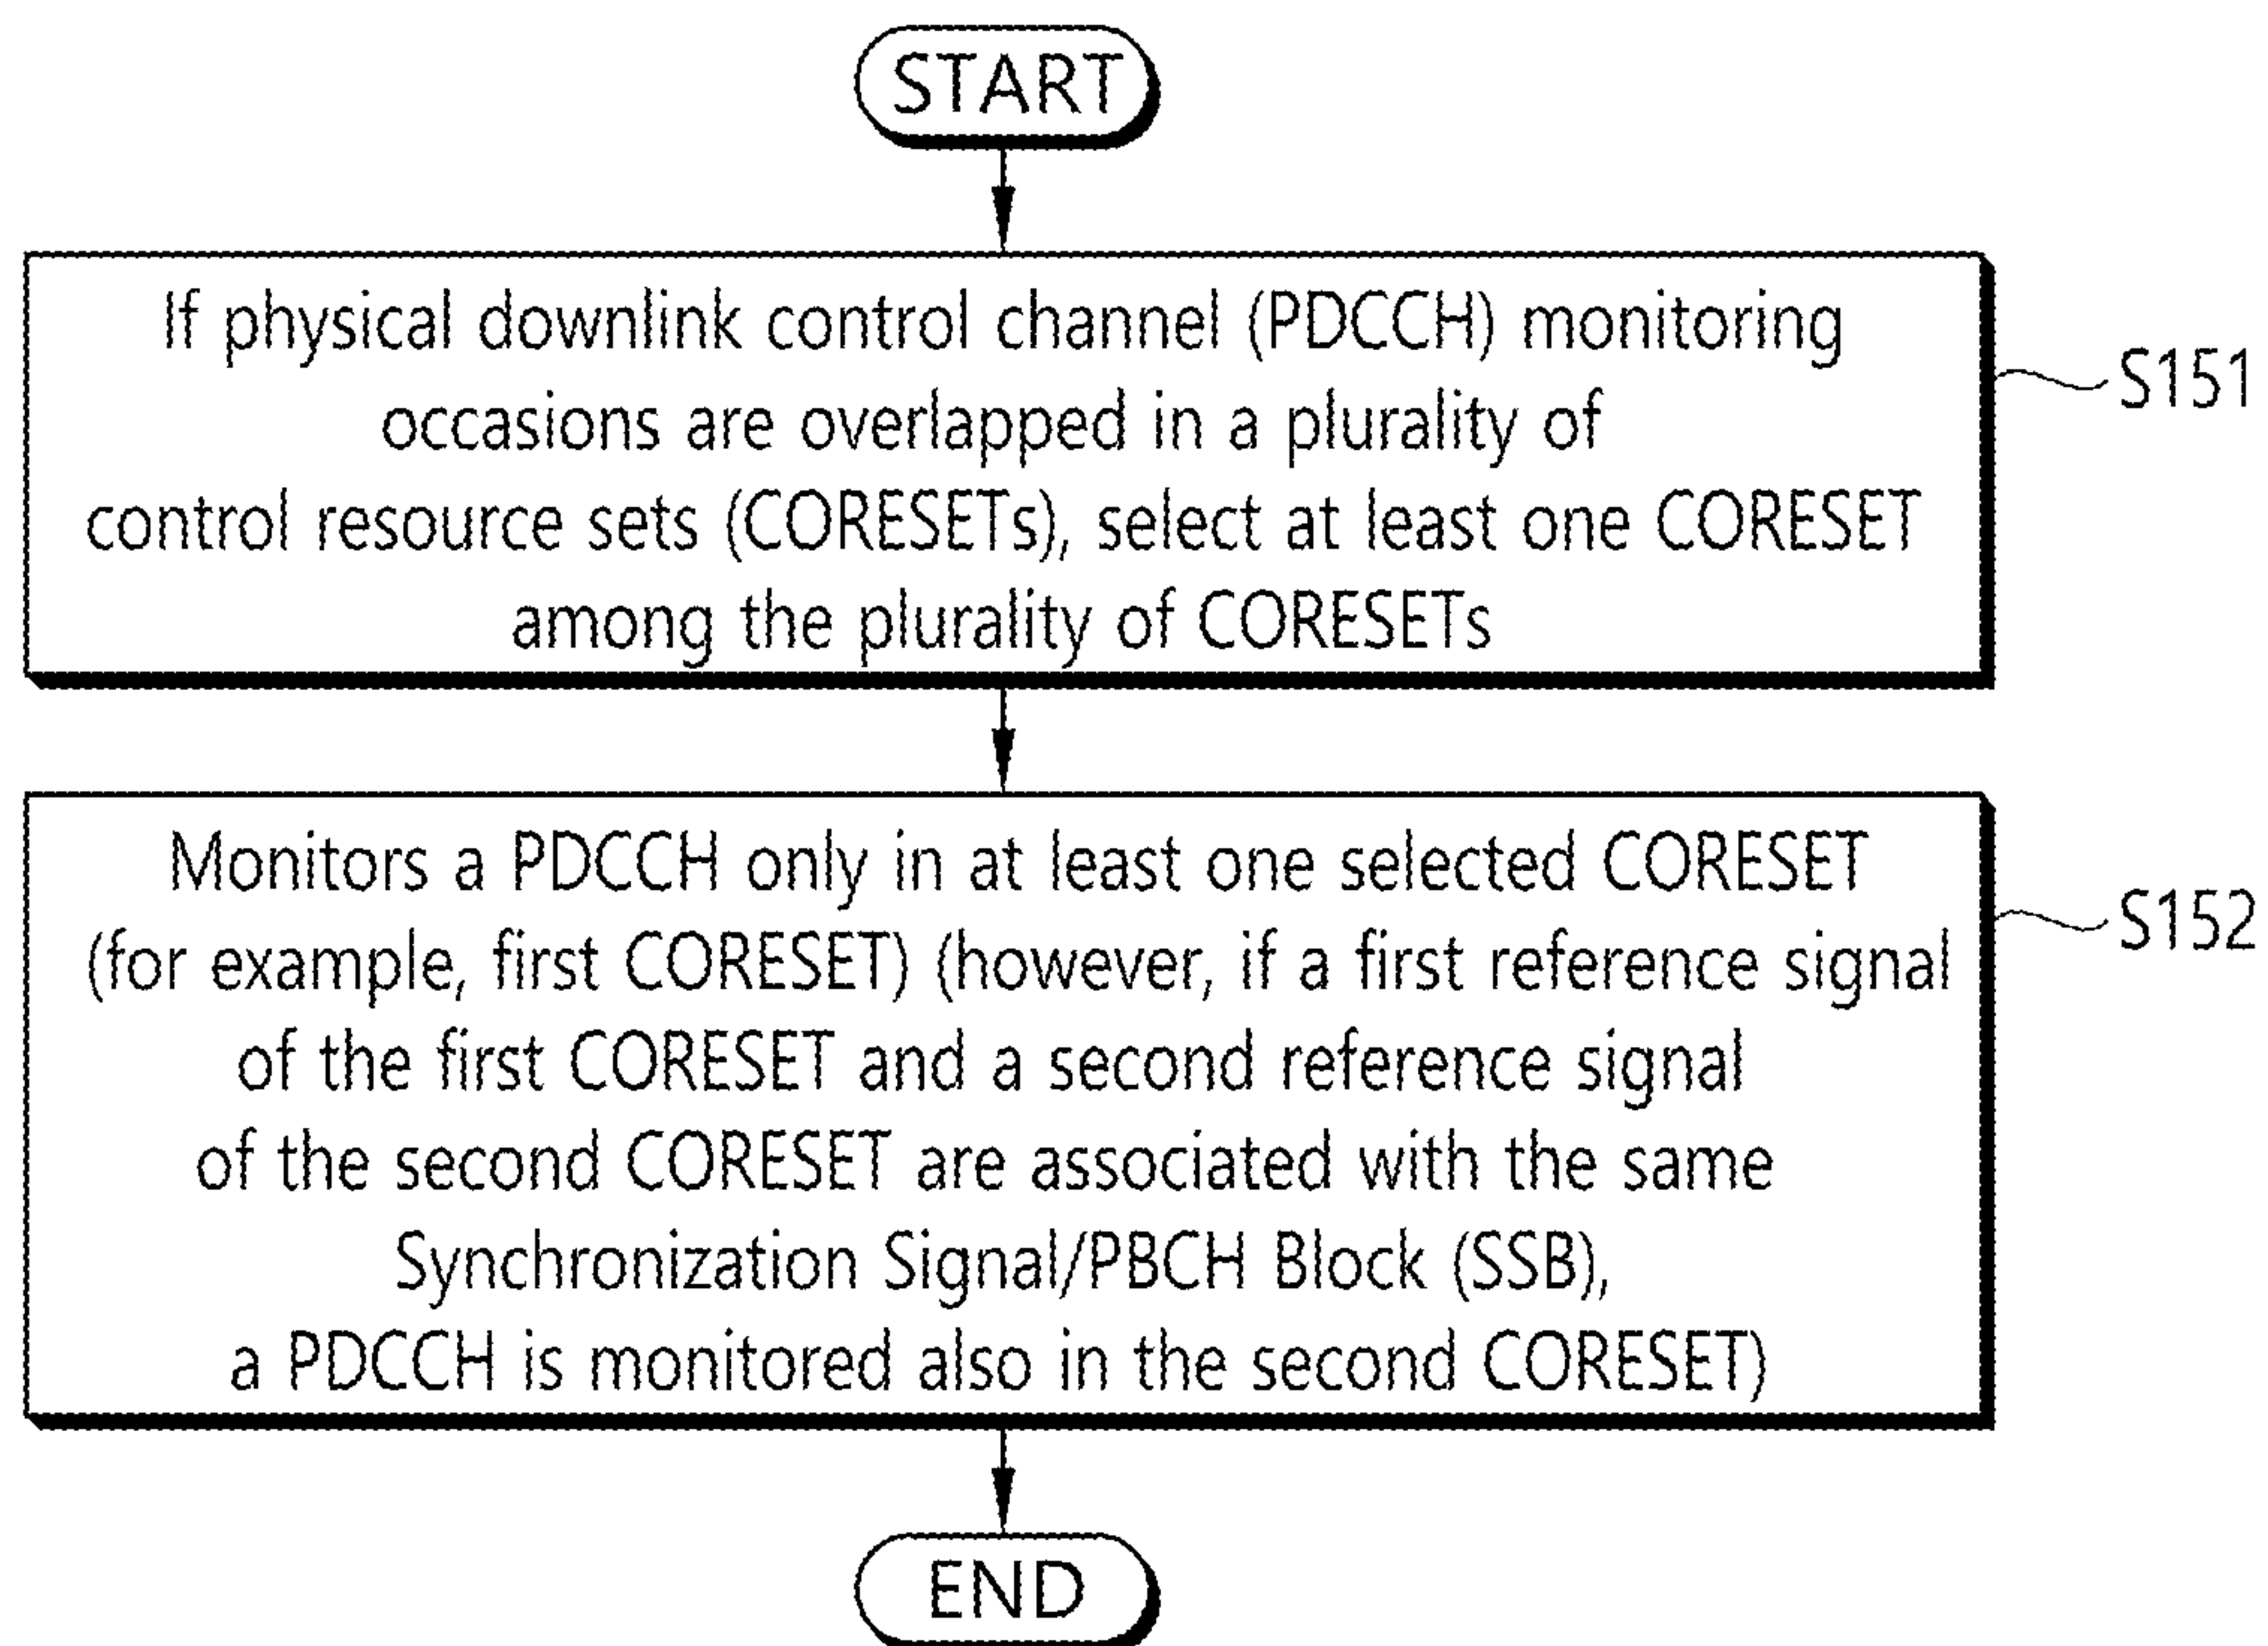 START
If physical downlink control channel (PDCCH) monitoring
occasions are overlapped in a plurality of
control resource sets (CORESETs), select at least one CORESET
among the plurality of CORESETs
S151
Monitors a PDCCH only in at least one selected CORESET
(for example, first CORESET) (however, if a first reference signal
of the first CORESET and a second reference signal
of the second CORESET are associated with the same
Synchronization Signal/PBCH Block (SSB),
a PDCCH is monitored also in the second CORESET)
S152
END